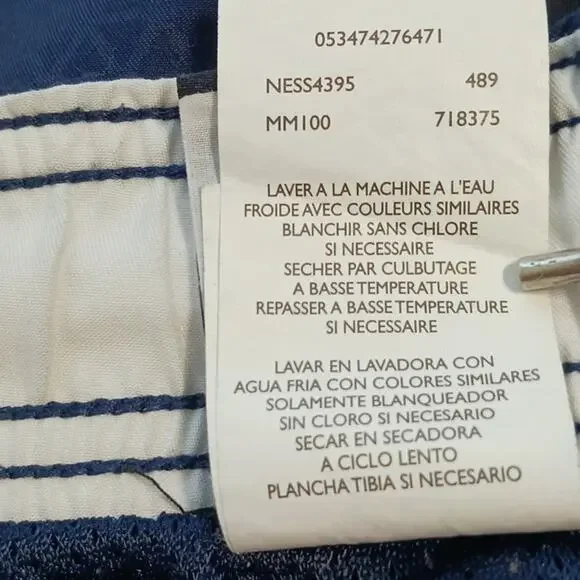 053474276471
NESS4395 489
MM100 718375
LAVER A LA MACHINE A L'EAU
FROIDE AVEC COULEURS SIMILAIRES
BLANCHIR SANS CHLORE
SI NECESSAIRE
SECHER PAR CULBUTAGE
A BASSE TEMPERATURE
REPASSER A BASSE TEMPERATURE
SI NECESSAIRE
LAVAR EN LAVADORA CON
AGUA FRIA CON COLORES SIMILARES
SOLAMENTE BLANQUEADOR
SIN CLORO SI NECESARIO
SECAR EN SECADORA
A CICLO LENTO
PLANCHA TIBIA SI NECESARIO